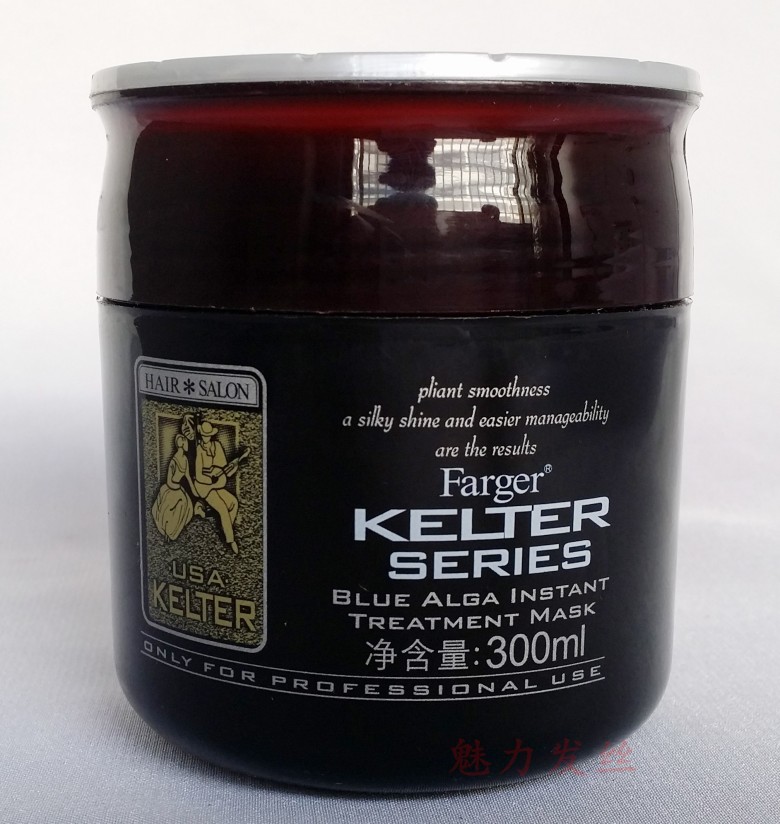 HAIR * SALON
USA
KELTER
pliant smoothness
a silky shine and easier manageability
are the results
Farger®
KELTER
SERIES
BLUE ALGA INSTANT
TREATMENT MASK
净含量:300ml
ONLY FOR PROFESSIONAL USE
魅力发丝